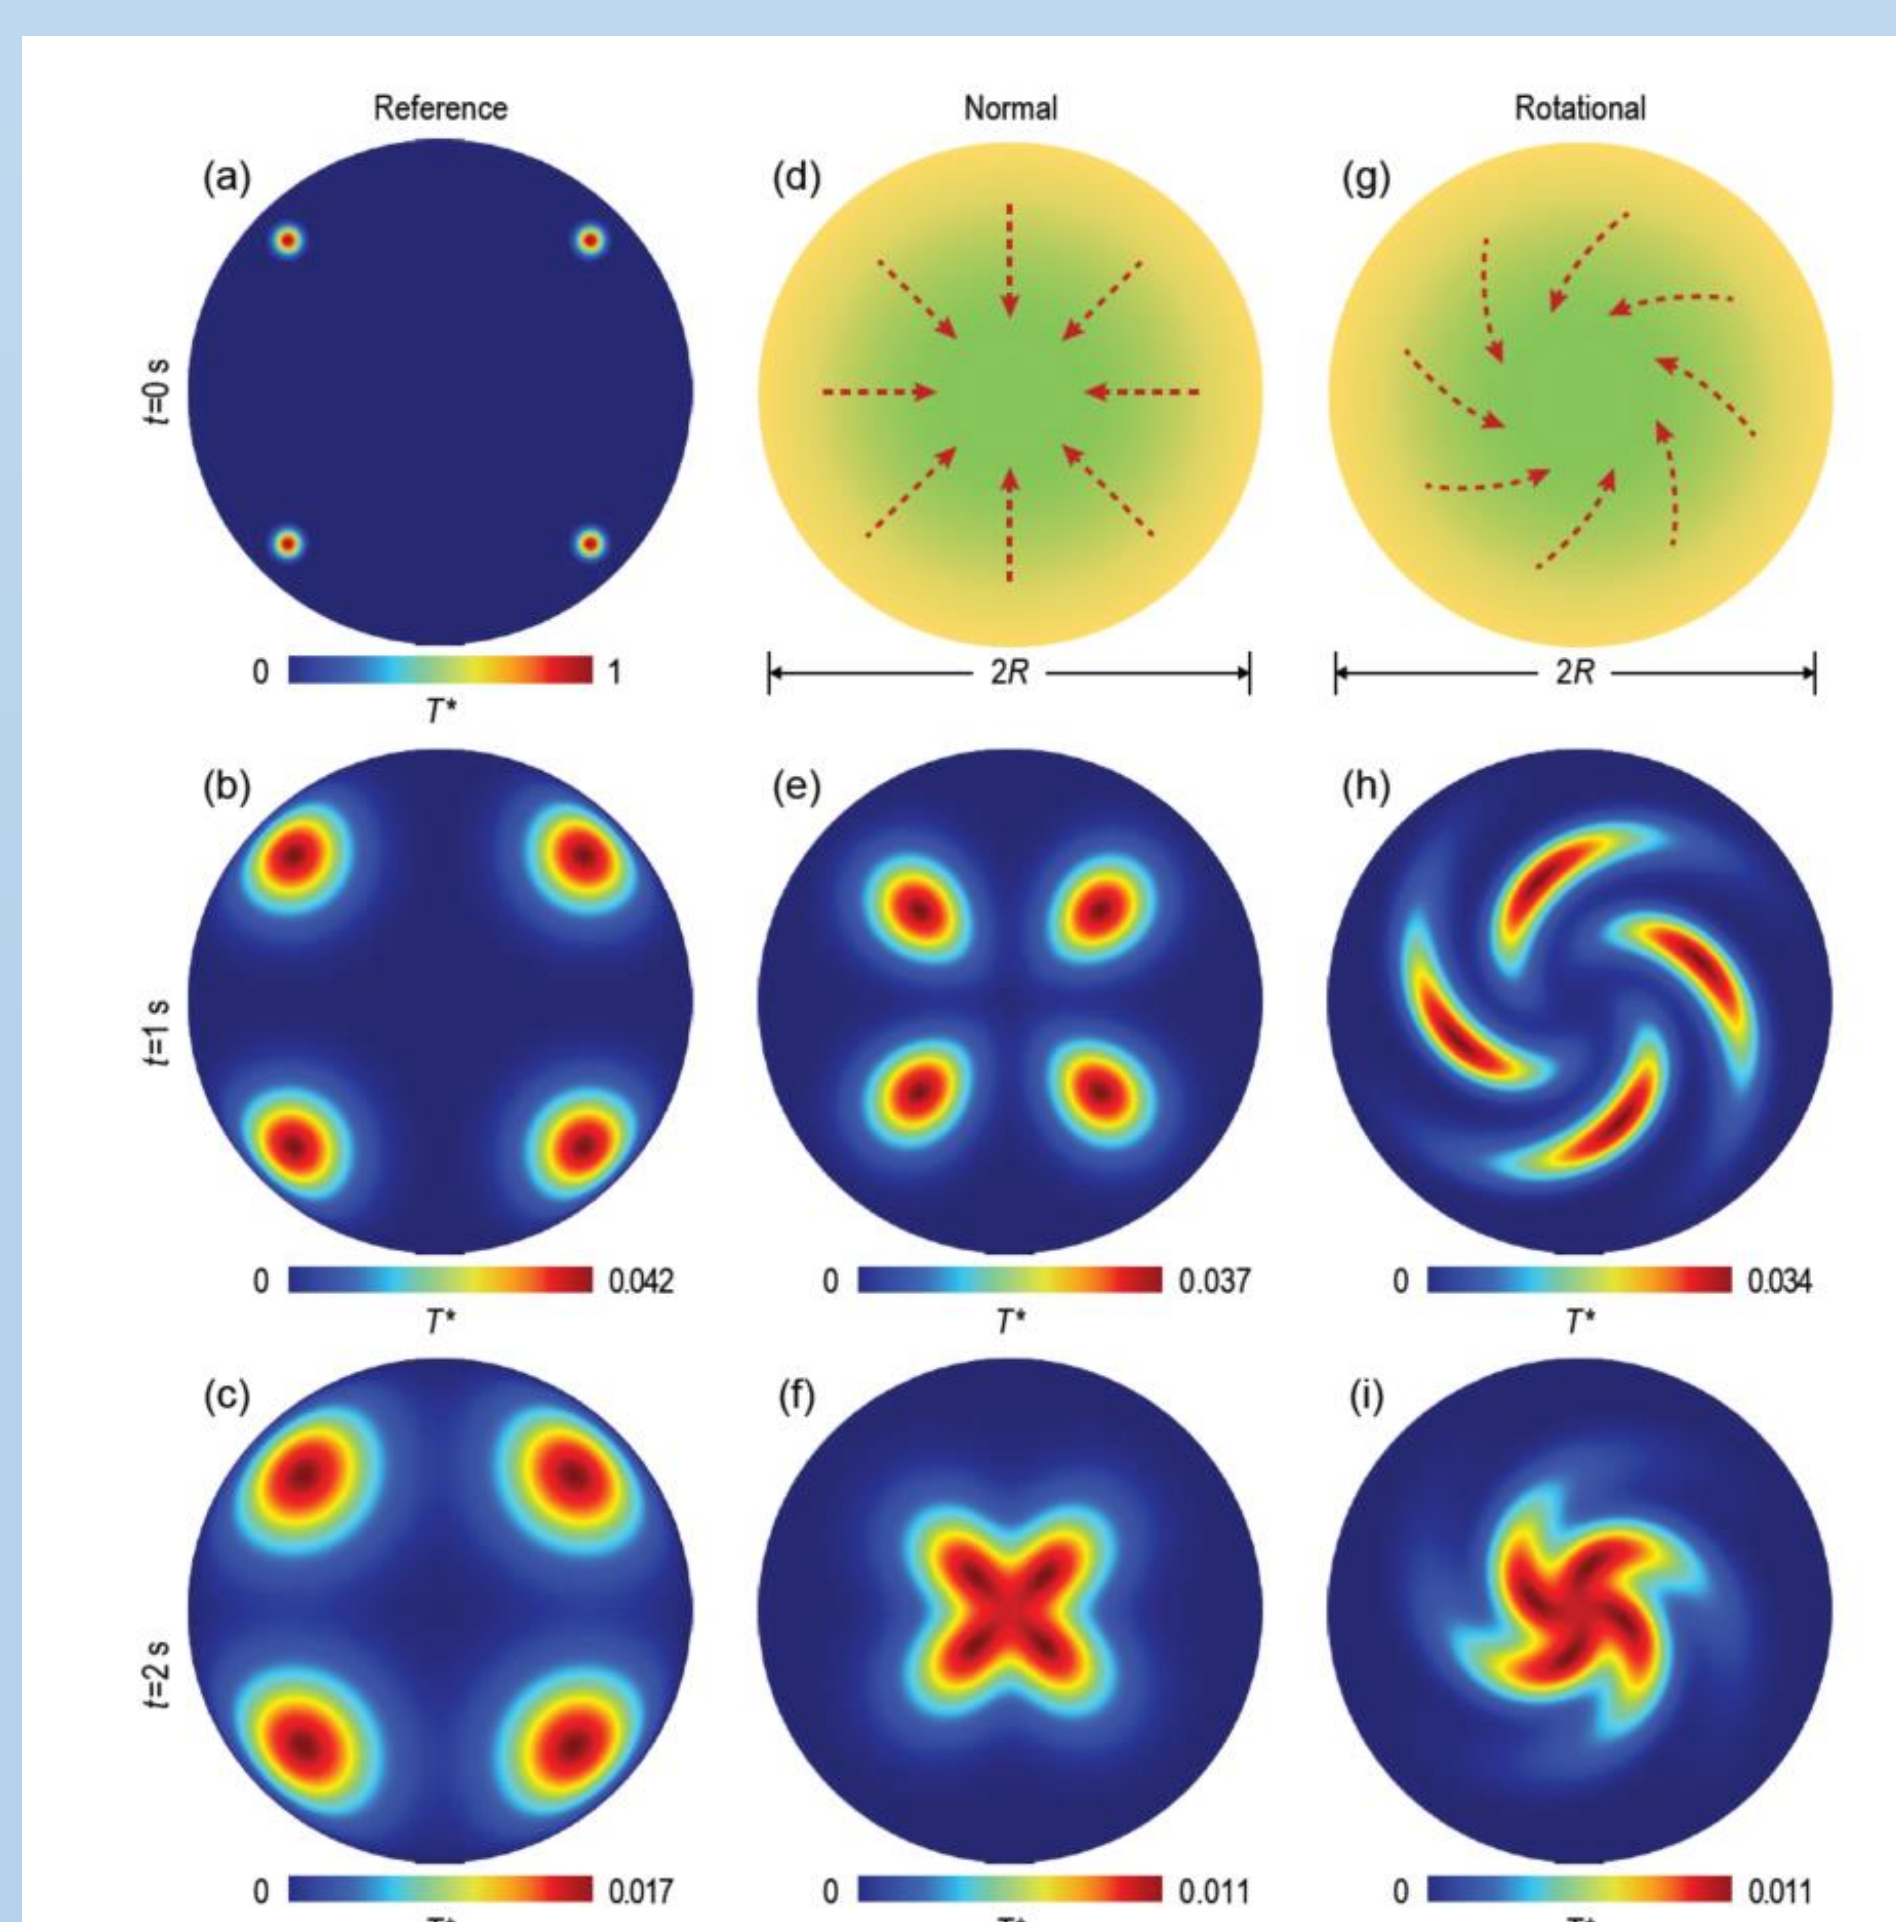 Reference Normal Rotational
(a) (d) (g)
t=0 s
0 1 2R 2R
T*
(b) (e) (h)
t=1 s
0 0.042 0 0.037 0 0.034
T* T* T*
(c) (f) (i)
t=2 s
0 0.017 0 0.011 0 0.011
T* T* T*